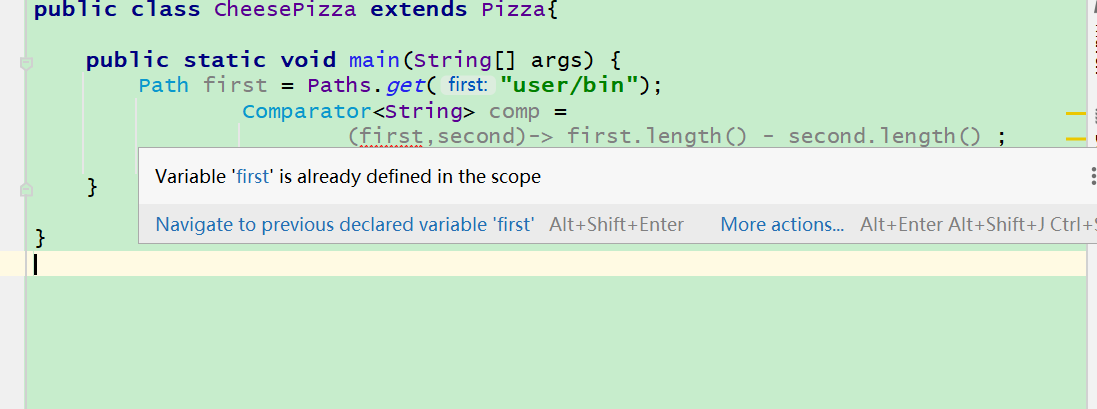 public class CheesePizza extends Pizza{
public static void main(String[] args) {
Path first = Paths.get( first: "user/bin");
Comparator<String> comp =
(first,second)-> first.length() - second.length() ;
Variable 'first' is already defined in the scope
Navigate to previous declared variable 'first' Alt+Shift+Enter More actions... Alt+Enter Alt+Shift+J Ctrl+
}
}